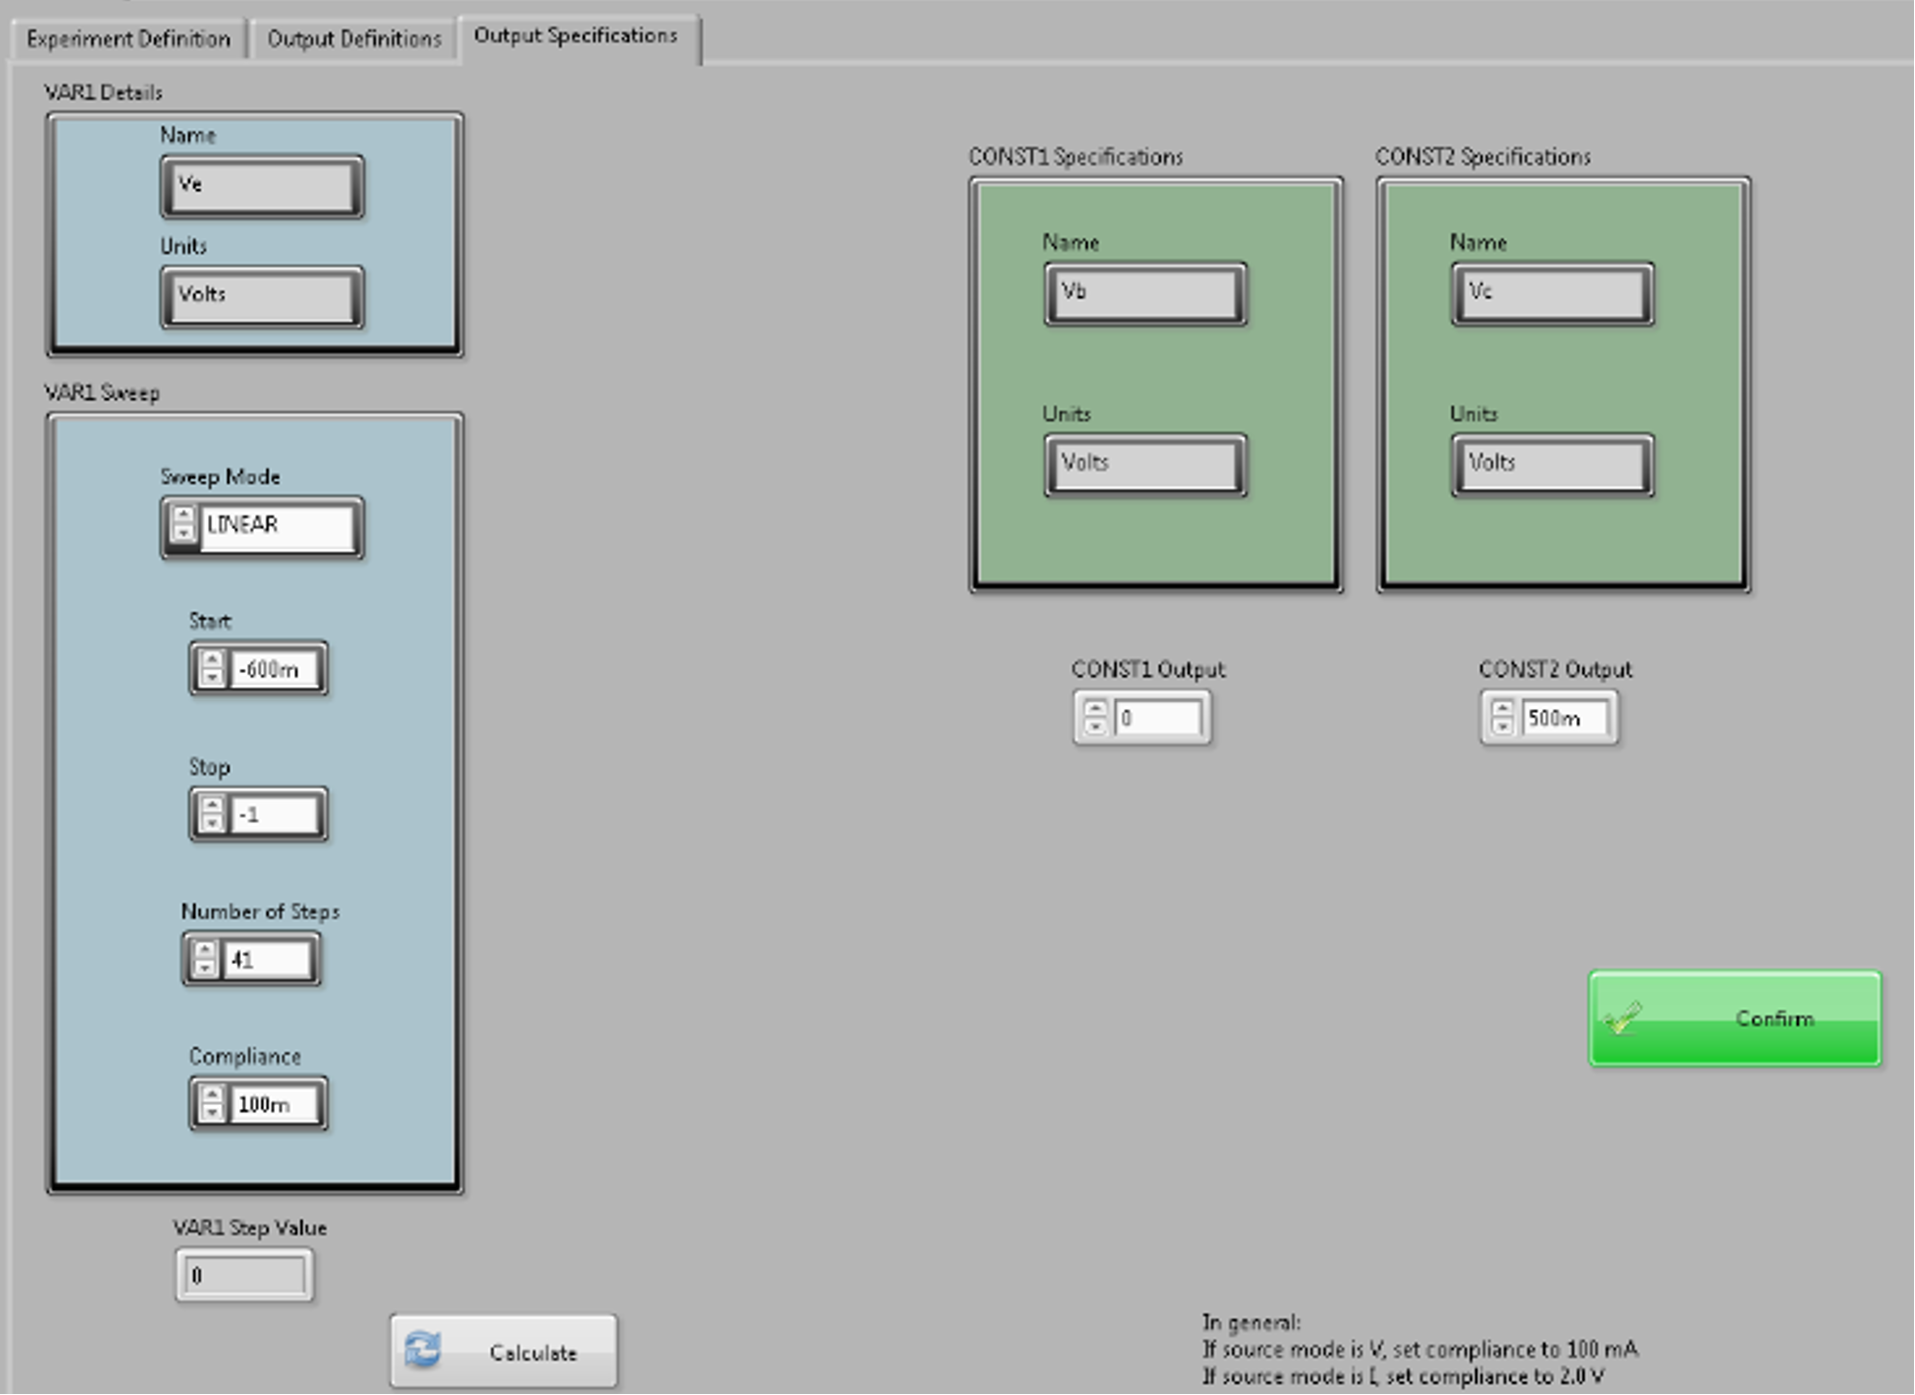 Experiment Definition
Output Definitions
Output Specifications
VAR1 Details
Name
Ve
Units
Volts
VAR1 Sweep
Sweep Mode
LINEAR
Start
-600m
Stop
-1
Number of Steps
41
Compliance
100m
VAR1 Step Value
0
Calculate
CONST1 Specifications
Name
Vb
Units
Volts
CONST1 Output
0
CONST2 Specifications
Name
Vc
Units
Volts
CONST2 Output
500m
Confirm
In general:
If source mode is V, set compliance to 100 mA
If source mode is I, set compliance to 2.0 V